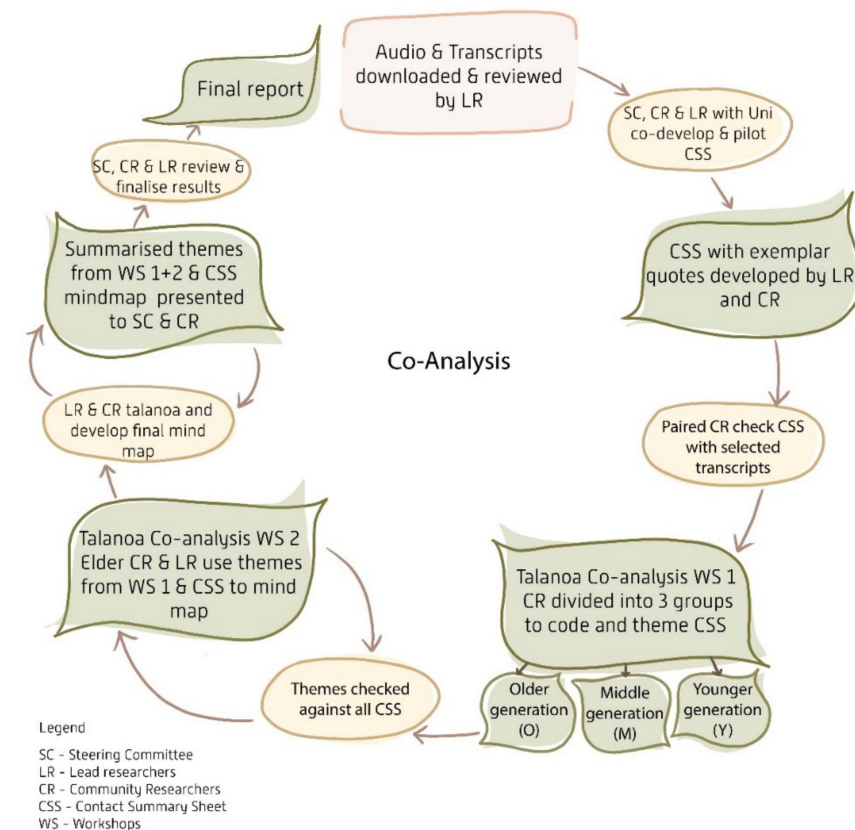 Audio & Transcripts
downloaded & reviewed
by LR
SC, CR & LR with Uni
co-develop & pilot
CSS
CSS with exemplar
quotes developed by LR
and CR
Paired CR check CSS
with selected
transcripts
Talanoa Co-analysis WS 1
CR divided into 3 groups
to code and theme CSS
Older
generation
(O)
Middle
generation
(M)
Younger
generation
(Y)
Themes checked
against all CSS
Talanoa Co-analysis WS 2
Elder CR & LR use themes
from WS 1 & CSS to mind
map
LR & CR talanoa and
develop final mind
map
Summarised themes
from WS 1+2 & CSS
mindmap presented
to SC & CR
SC, CR & LR review &
finalise results
Final report
Co-Analysis
Legend
SC - Steering Committee
LR - Lead researchers
CR - Community Researchers
CSS - Contact Summary Sheet
WS - Workshops